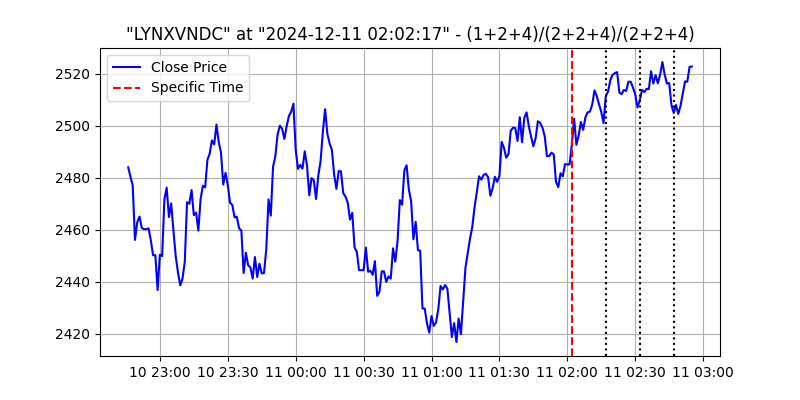 "LYNXVNDC" at "2024-12-11 02:02:17" - (1+2+4)/(2+2+4)/(2+2+4)
Close Price
Specific Time
2520
2500
2480
2460
2440
2420
10 23:00 10 23:30 11 00:00 11 00:30 11 01:00 11 01:30 11 02:00 11 02:30 11 03:00